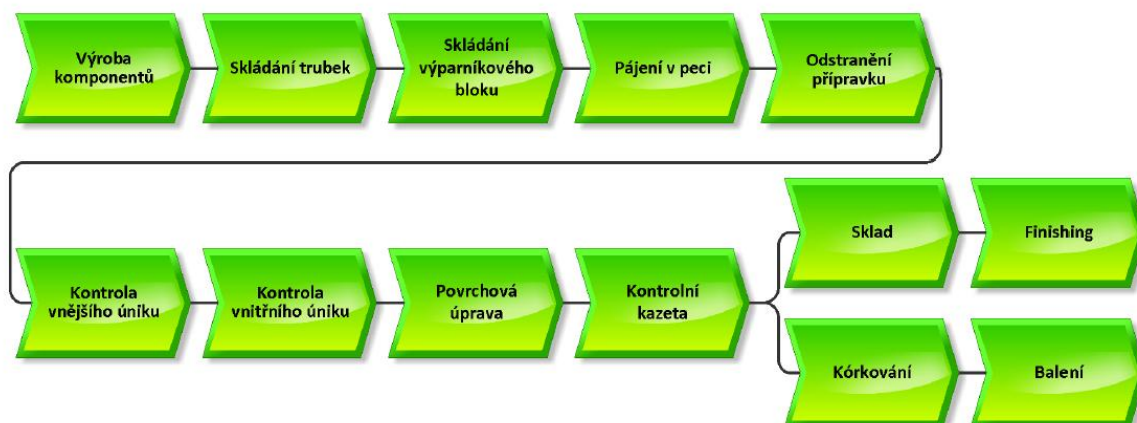 Výroba
komponentů
Skládání trubek
Skládání
výparníkového
bloku
Pájení v peci
Odstranění
přípravku
Kontrola
vnějšího úniku
Kontrola
vnitřního úniku
Povrchová
úprava
Kontrolní
kazeta
Sklad
Finishing
Kórkování
Balení